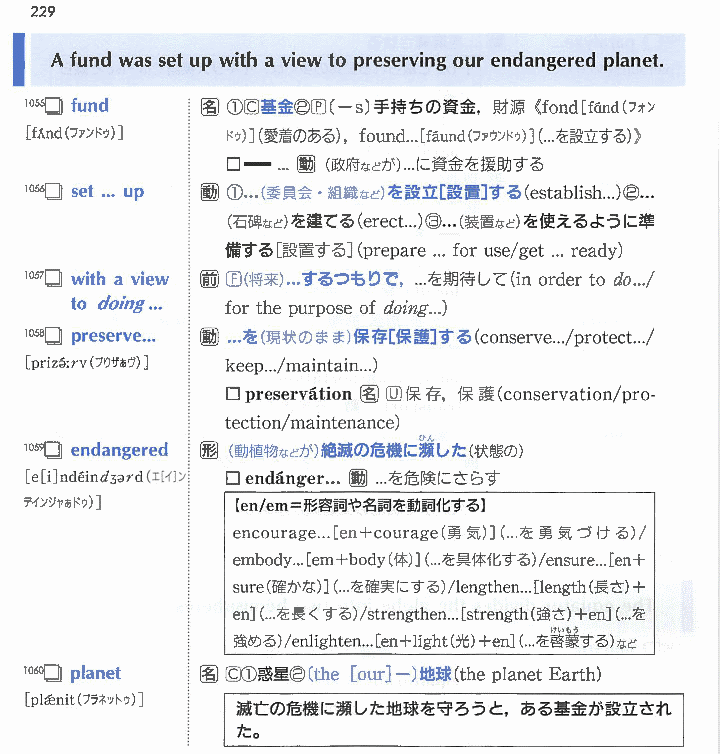 229
A fund was set up with a view to preserving our endangered planet.
1055□ fund 名 ①Ⓒ基金②Ⓟ(−s)手持ちの資金，財源《fond[fɑ́nd(フォン
[fʌ́nd(ファンドゥ)] ドゥ)](愛着のある)，found...[fáund(ファウンドゥ)](...を設立する)》
□━ ... 動 (政府などが)...に資金を援助する
1056□ set ... up 動 ①...(委員会・組織など)を設立[設置]する(establish...)②...
(石碑など)を建てる(erect...)③...(装置など)を使えるように準
備する[設置する](prepare ... for use/get ... ready)
1057□ with a view 前 Ⓕ(将来)...するつもりで，...を期待して(in order to do.../
to doing ... for the purpose of doing...)
1058□ preserve... 動 ...を(現状のまま)保存[保護]する(conserve.../protect.../
[prizə́ːrv(プリザぁヴ)] keep.../maintain...)
□ preservátion 名 Ⓤ保存，保護(conservation/pro-
tection/maintenance)
1059□ endangered 形 (動植物などが)絶滅の危機に瀕(ひん)した(状態の)
[e[i]ndéindʒərd(エ[イ]ン □ endánger... 動 ...を危険にさらす
デインジャぁドゥ)] 【en/em＝形容詞や名詞を動詞化する】
encourage...[en+courage(勇気)](...を勇気づける)/
embody...[em+body(体)](...を具体化する)/ensure...[en+
sure(確かな)](...を確実にする)/lengthen...[length(長さ)+
en](...を長くする)/strengthen...[strength(強さ)+en](...を
強める)/enlighten...[en+light(光)+en](...を啓蒙(けいもう)する)など
1060□ planet 名 Ⓒ①惑星②(the [our]−)地球(the planet Earth)
[plǽnit(プラネットゥ)]
滅亡の危機に瀕した地球を守ろうと，ある基金が設立され
た。